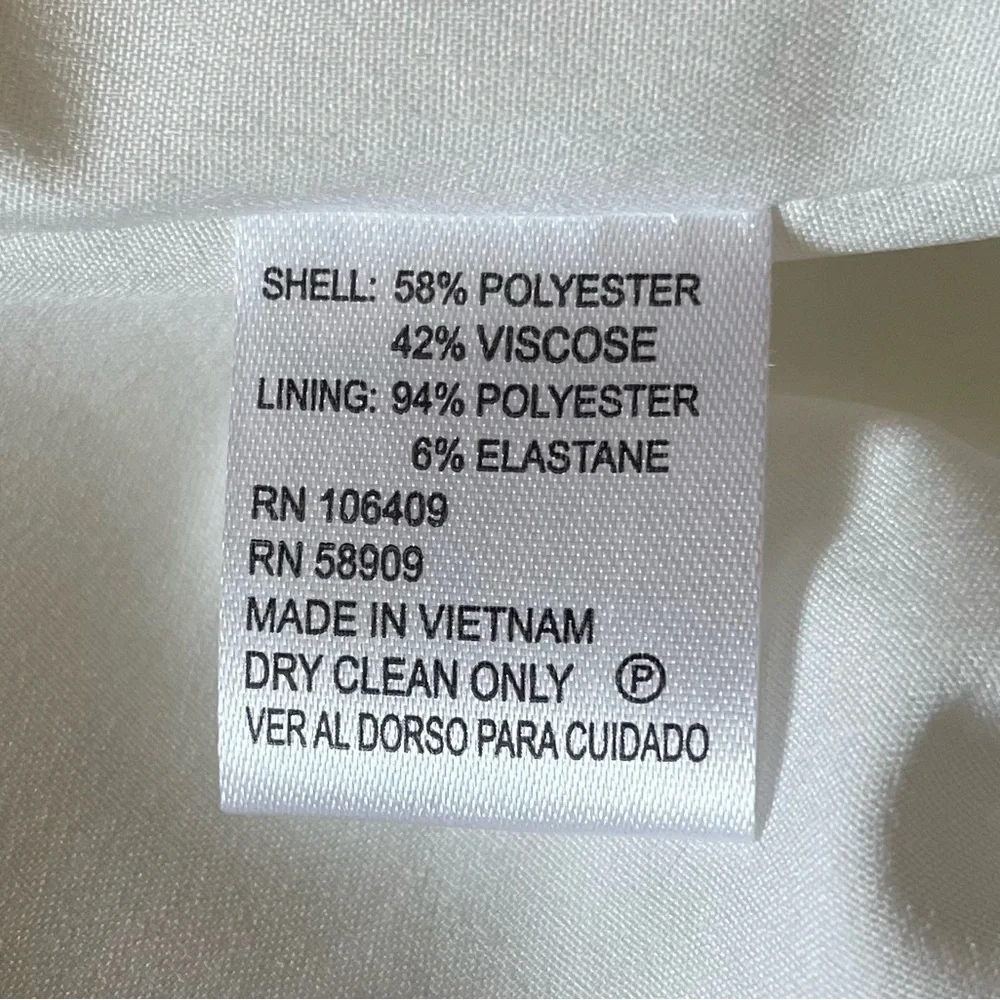 SHELL: 58% POLYESTER
42% VISCOSE
LINING: 94% POLYESTER
6% ELASTANE
RN 106409
RN 58909
MADE IN VIETNAM
DRY CLEAN ONLY Ⓟ
VER AL DORSO PARA CUIDADO